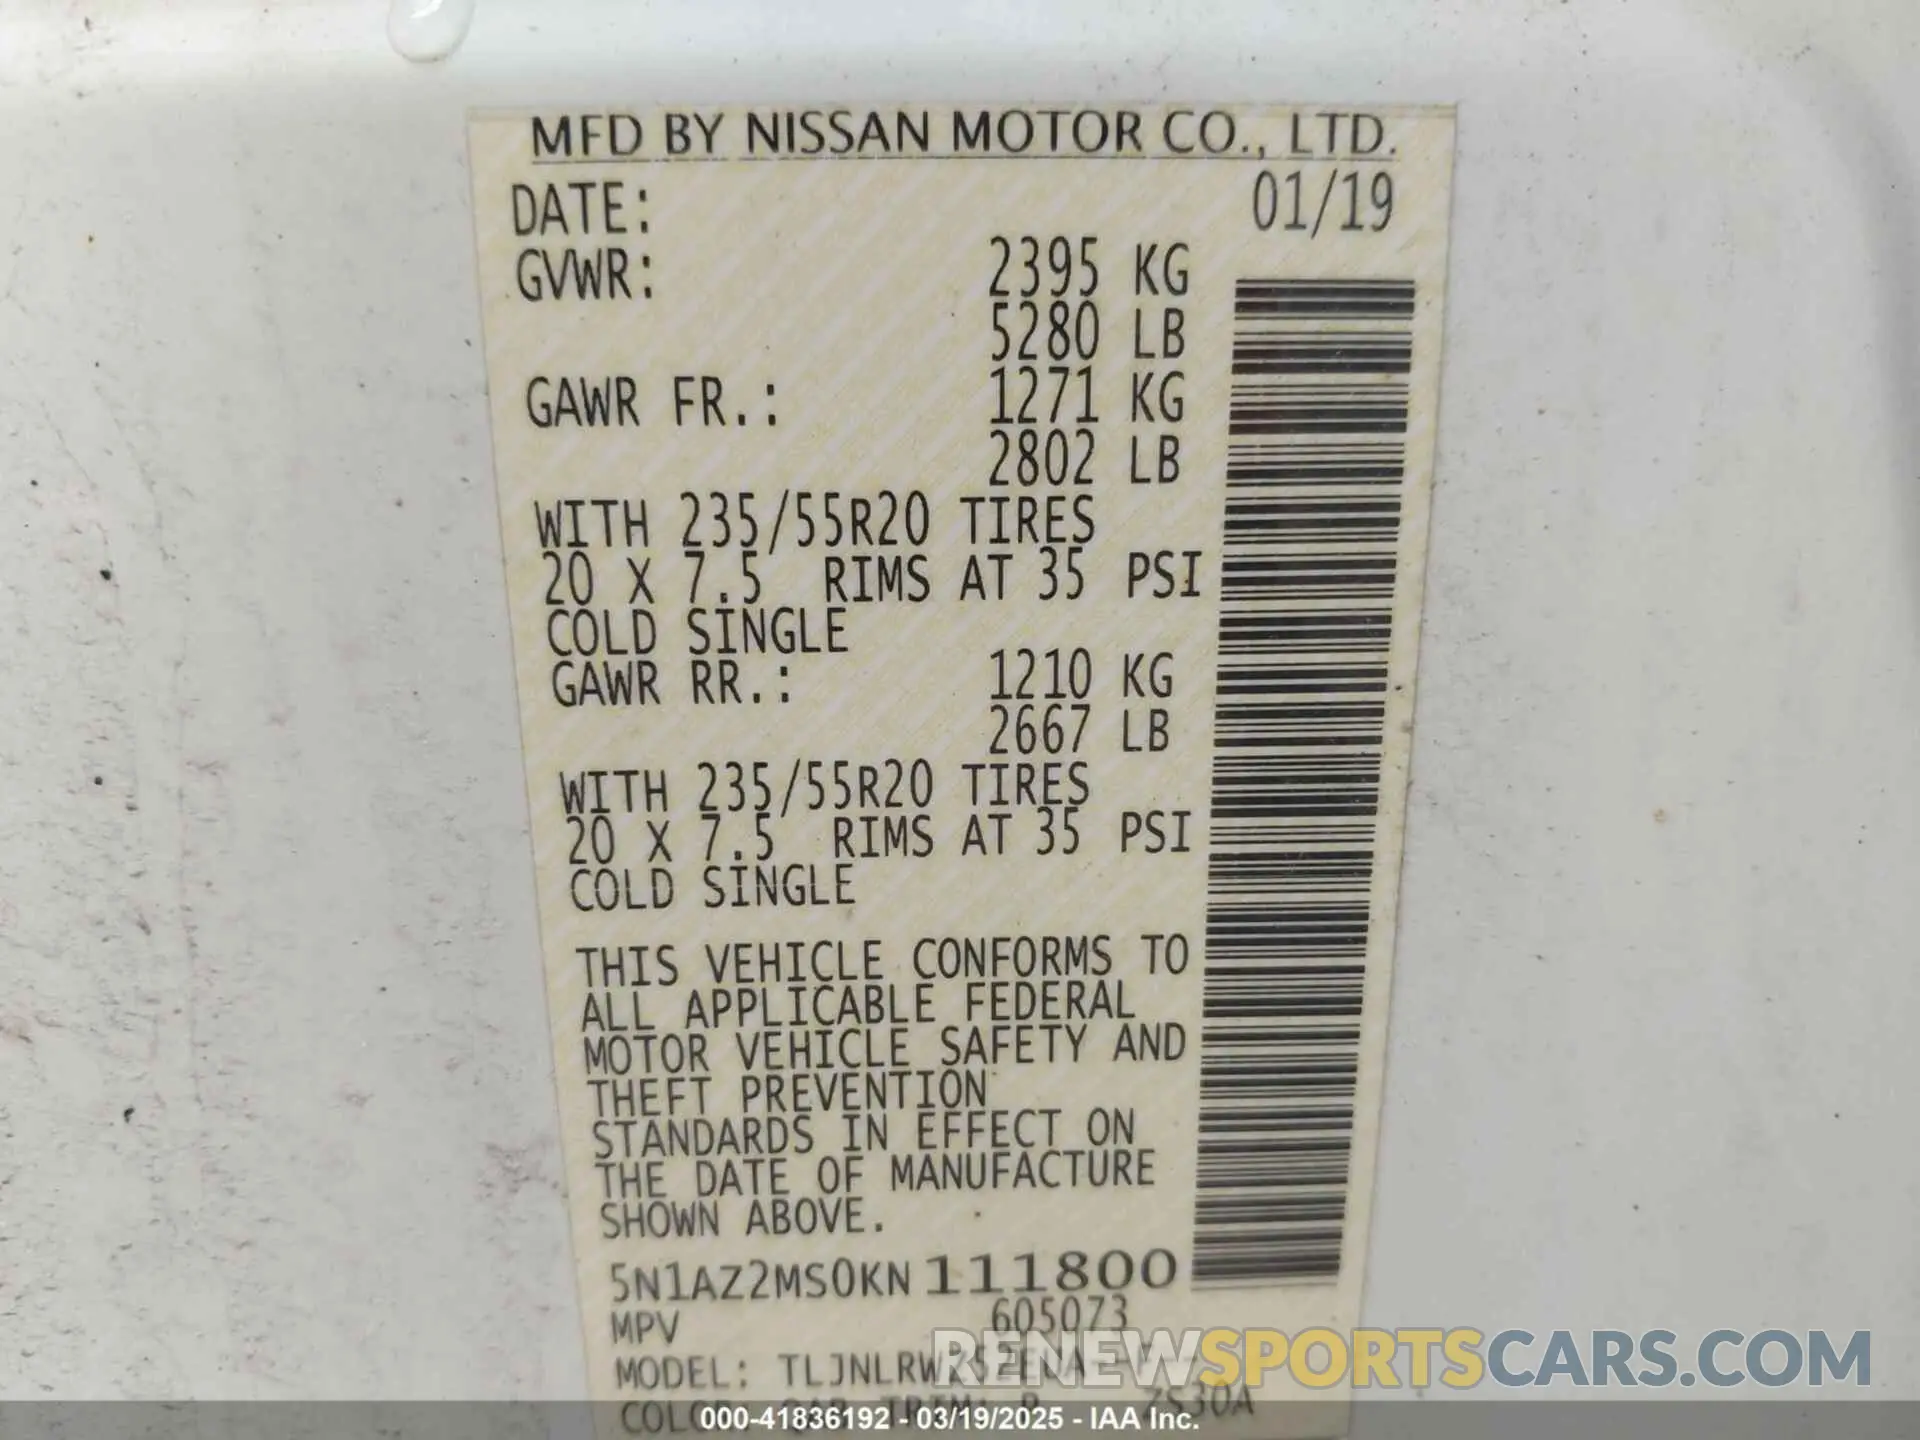 MFD BY NISSAN MOTOR CO., LTD.
DATE: 01/19
GVWR: 2395 KG
5280 LB
GAWR FR.: 1271 KG
2802 LB
WITH 235/55R20 TIRES
20 X 7.5 RIMS AT 35 PSI
COLD SINGLE
GAWR RR.: 1210 KG
2667 LB
WITH 235/55R20 TIRES
20 X 7.5 RIMS AT 35 PSI
COLD SINGLE
THIS VEHICLE CONFORMS TO
ALL APPLICABLE FEDERAL
MOTOR VEHICLE SAFETY AND
THEFT PREVENTION
STANDARDS IN EFFECT ON
THE DATE OF MANUFACTURE
SHOWN ABOVE.
5N1AZ2MS0KN111800
MPV 605073
MODEL:
RENEWSPORTSCARS.COM
TRIM: ZS30A
000-41836192 - 03/19/2025 - IAA Inc.